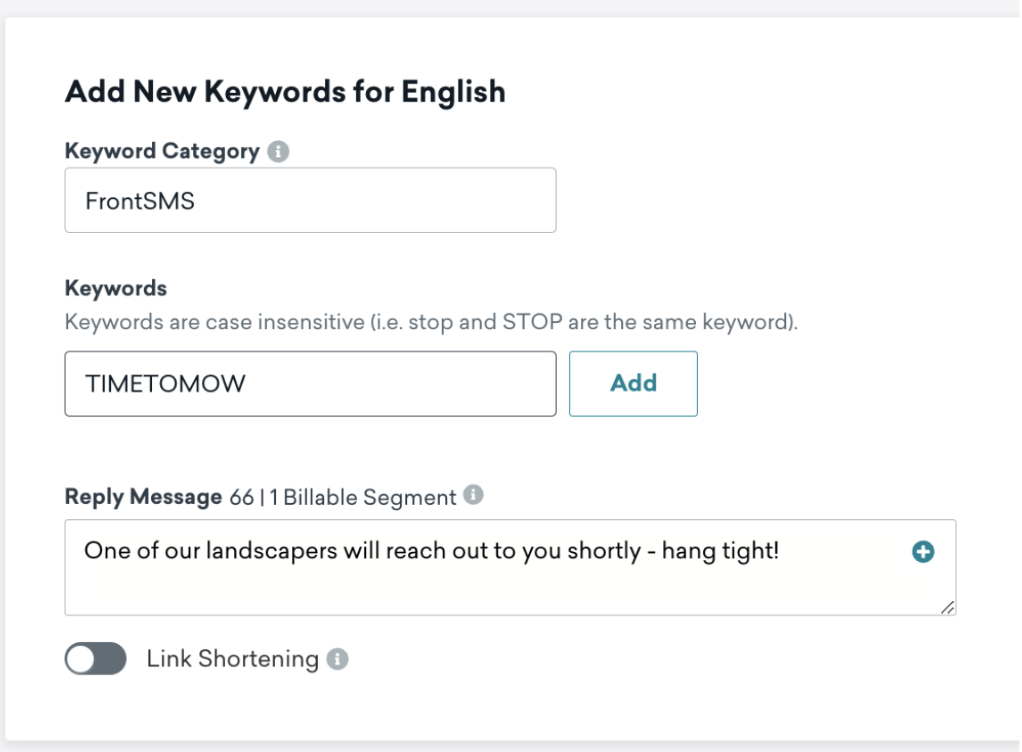 Add New Keywords for English
Keyword Category
FrontSMS
Keywords
Keywords are case insensitive (i.e. stop and STOP are the same keyword).
TIMETOMOW Add
Reply Message 66 | 1 Billable Segment
One of our landscapers will reach out to you shortly - hang tight!
Link Shortening